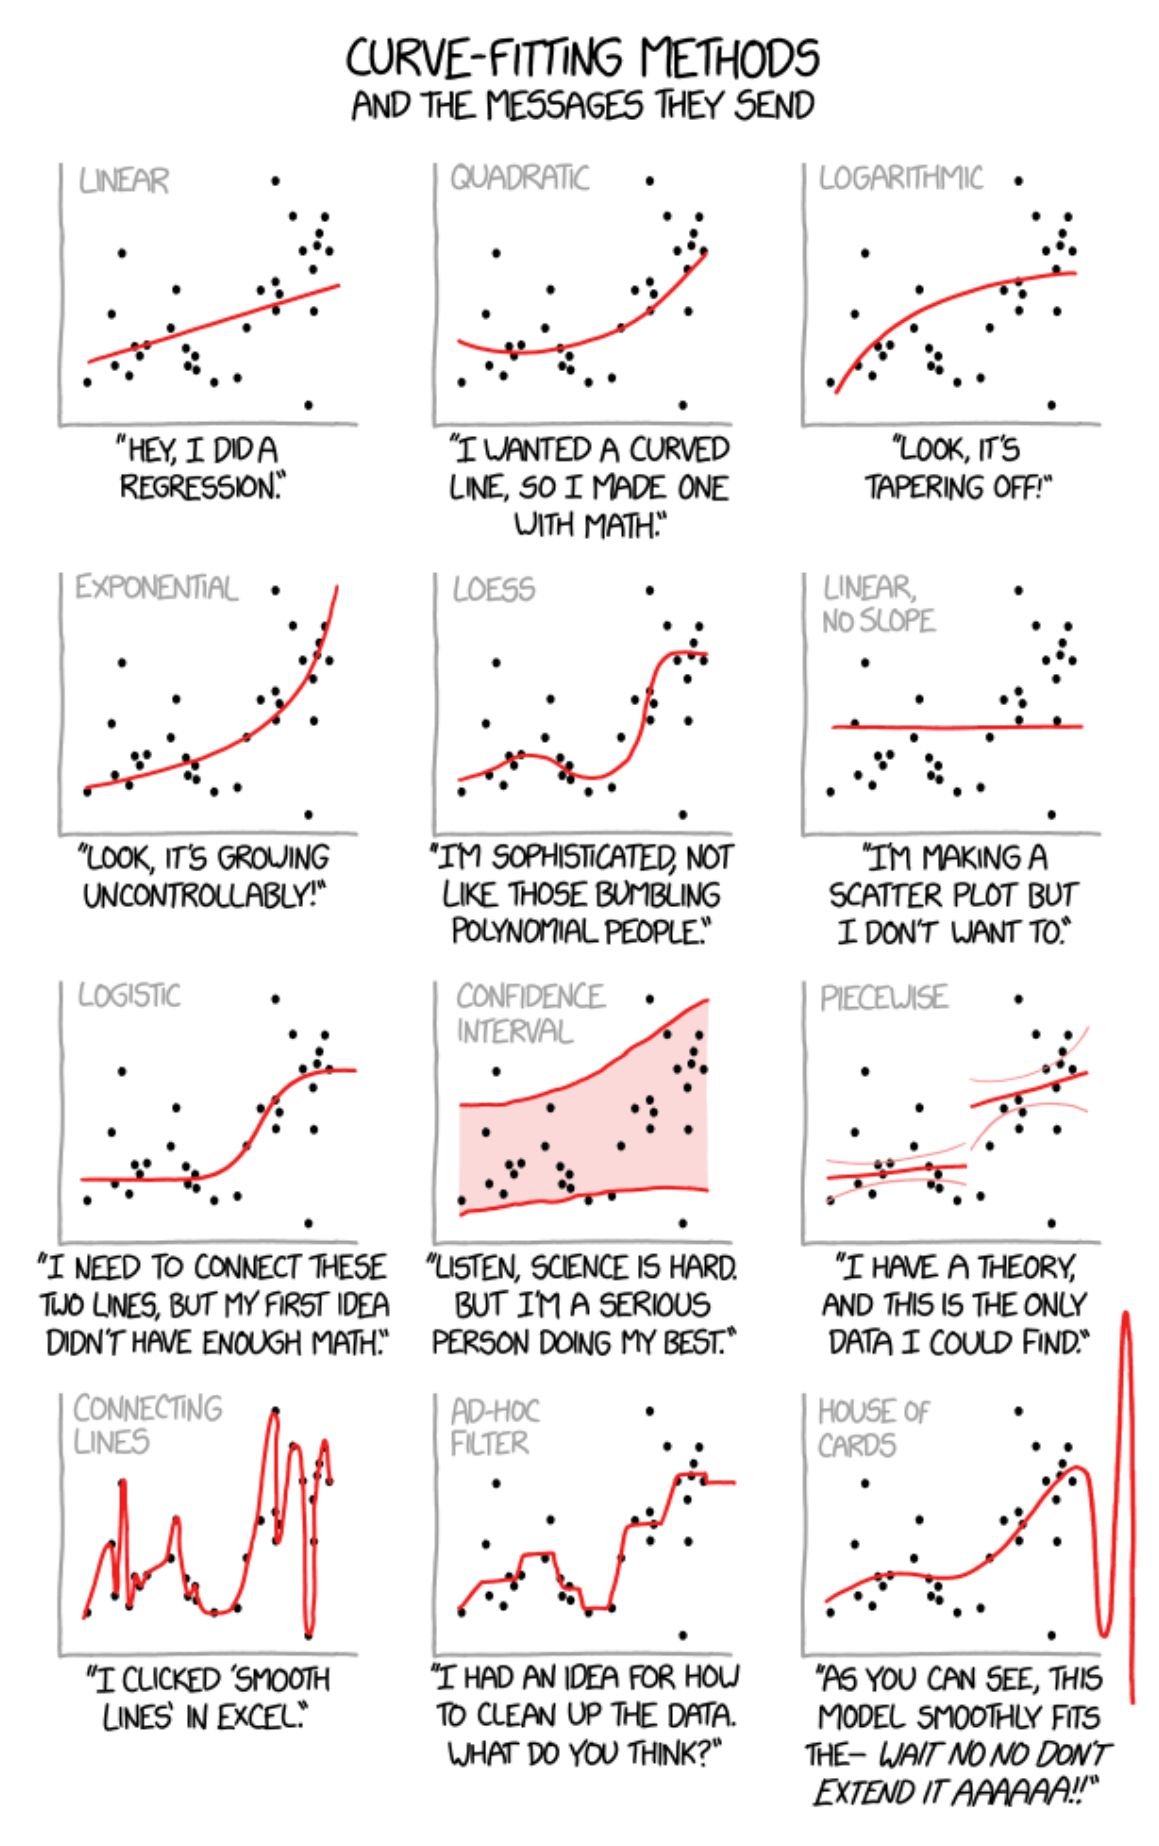 CURVE-FITTING METHODS
AND THE MESSAGES THEY SEND
LINEAR
"HEY, I DID A
REGRESSION."
QUADRATIC
"I WANTED A CURVED
LINE, SO I MADE ONE
WITH MATH."
LOGARITHMIC
"LOOK, IT'S
TAPERING OFF!"
EXPONENTIAL
"LOOK, IT'S GROWING
UNCONTROLLABLY!"
LOESS
"I'M SOPHISTICATED, NOT
LIKE THOSE BUMBLING
POLYNOMIAL PEOPLE."
LINEAR,
NO SLOPE
"I'M MAKING A
SCATTER PLOT BUT
I DON'T WANT TO."
LOGISTIC
"I NEED TO CONNECT THESE
TWO LINES, BUT MY FIRST IDEA
DIDN'T HAVE ENOUGH MATH."
CONFIDENCE
INTERVAL
"LISTEN, SCIENCE IS HARD.
BUT I'M A SERIOUS
PERSON DOING MY BEST."
PIECEWISE
"I HAVE A THEORY,
AND THIS IS THE ONLY
DATA I COULD FIND."
CONNECTING
LINES
"I CLICKED 'SMOOTH
LINES' IN EXCEL."
AD-HOC
FILTER
"I HAD AN IDEA FOR HOW
TO CLEAN UP THE DATA.
WHAT DO YOU THINK?"
HOUSE OF
CARDS
"AS YOU CAN SEE, THIS
MODEL SMOOTHLY FITS
THE— WAIT NO NO DON'T
EXTEND IT AAAAAA!!"